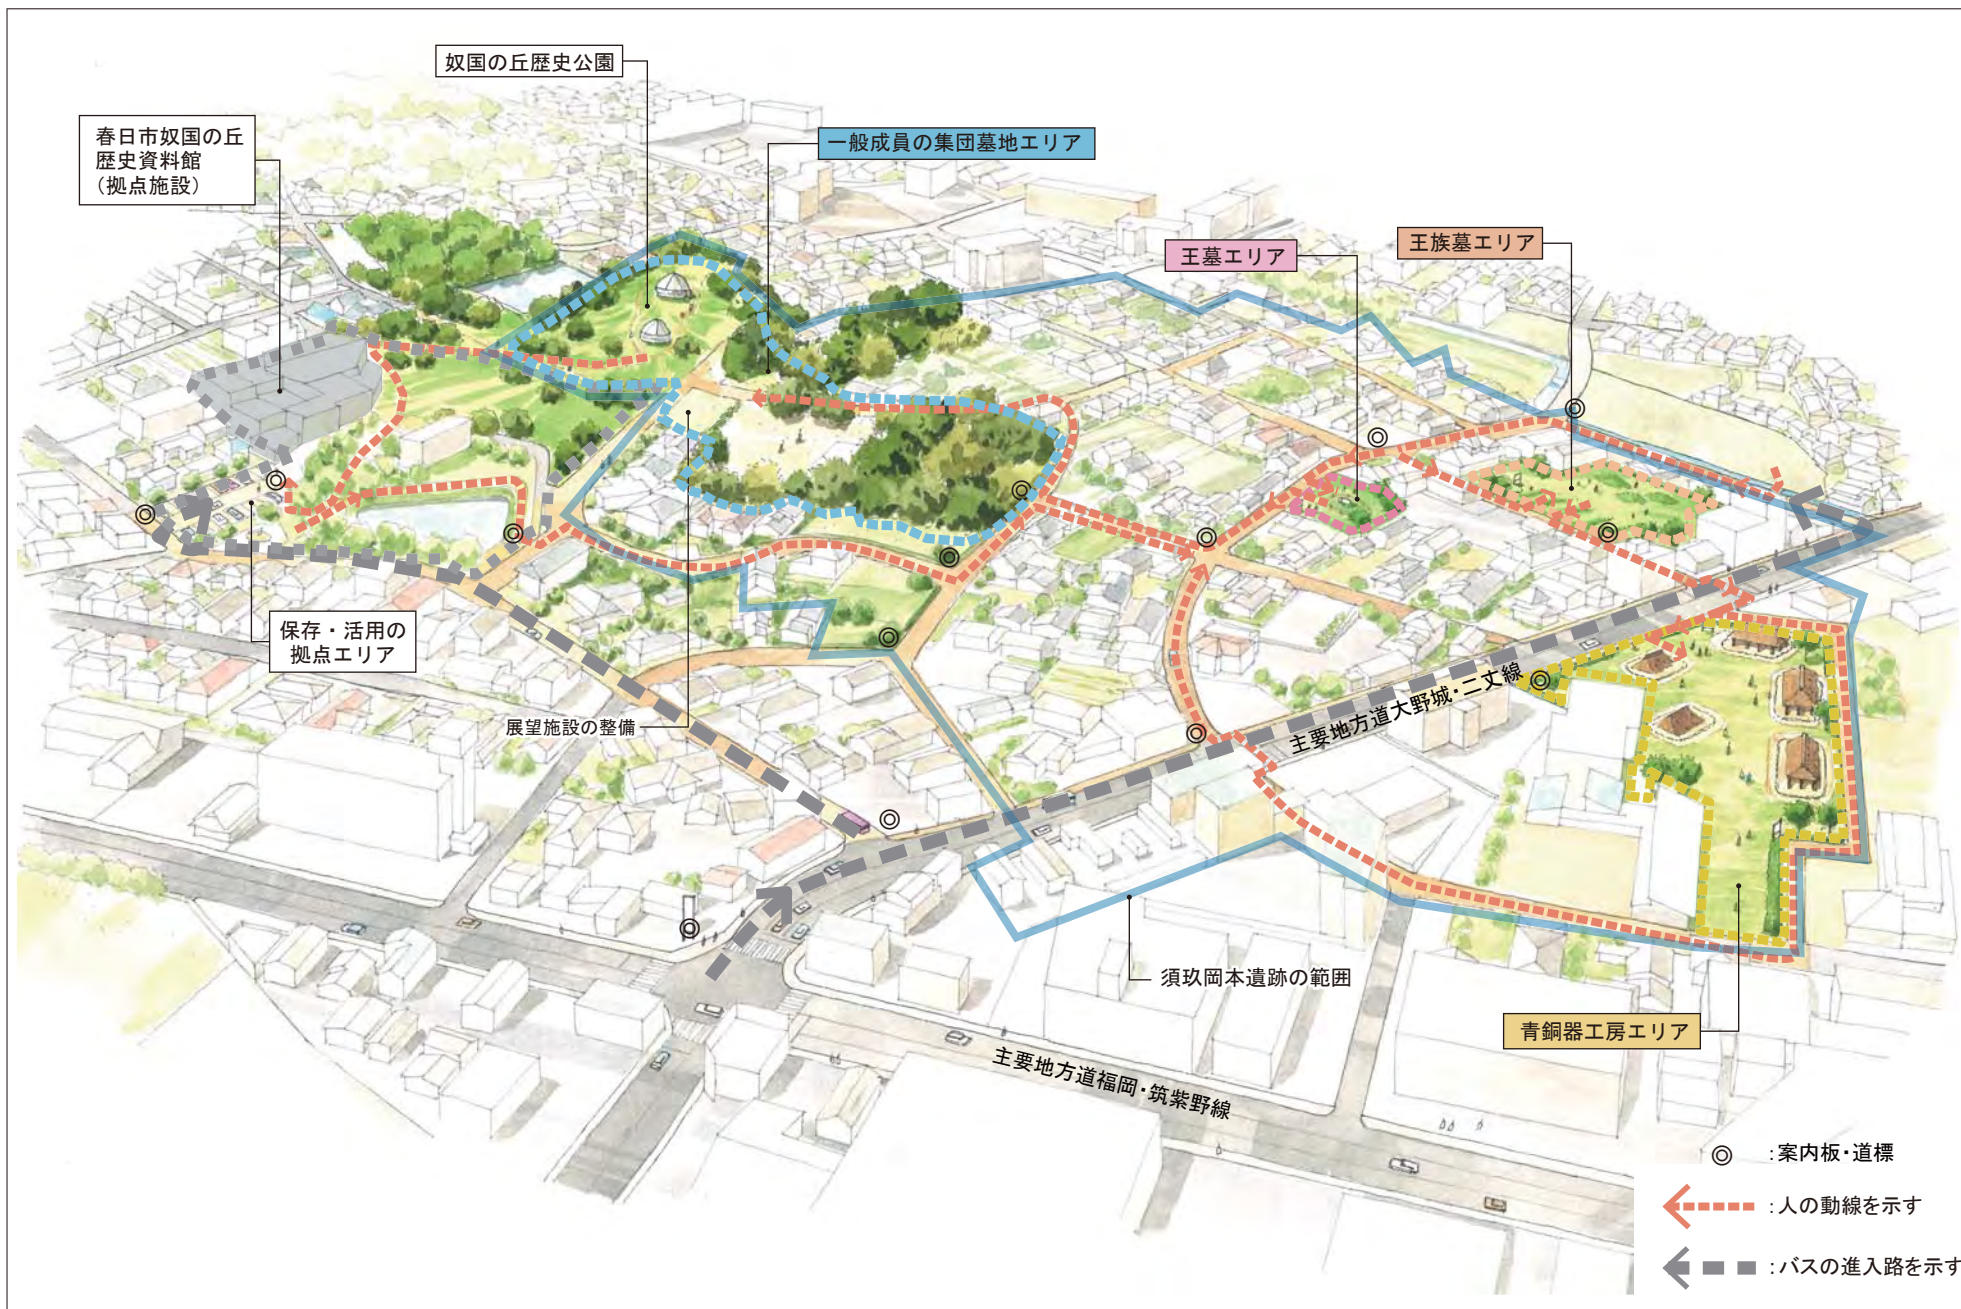 奴国の丘歴史公園
春日市奴国の丘
歴史資料館
（拠点施設）
一般成員の集団墓地エリア
王墓エリア
王族墓エリア
保存・活用の
拠点エリア
展望施設の整備
主要地方道大野城・二丈線
須玖岡本遺跡の範囲
青銅器工房エリア
主要地方道福岡・筑紫野線
◎ ：案内板・道標
：人の動線を示す
：バスの進入路を示す